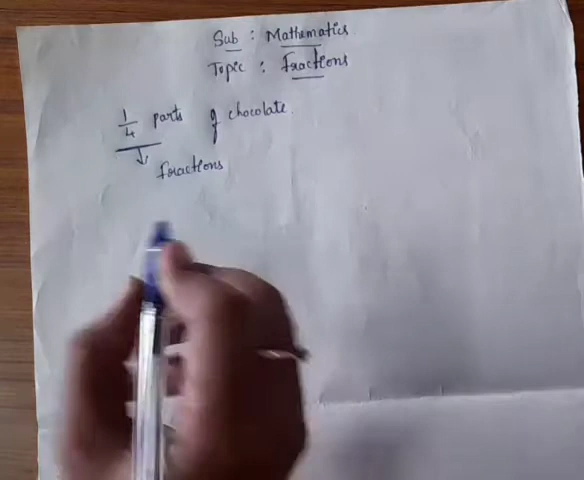 Sub : Mathematics
Topic : fractions
1/4 parts of chocolate.
fractions